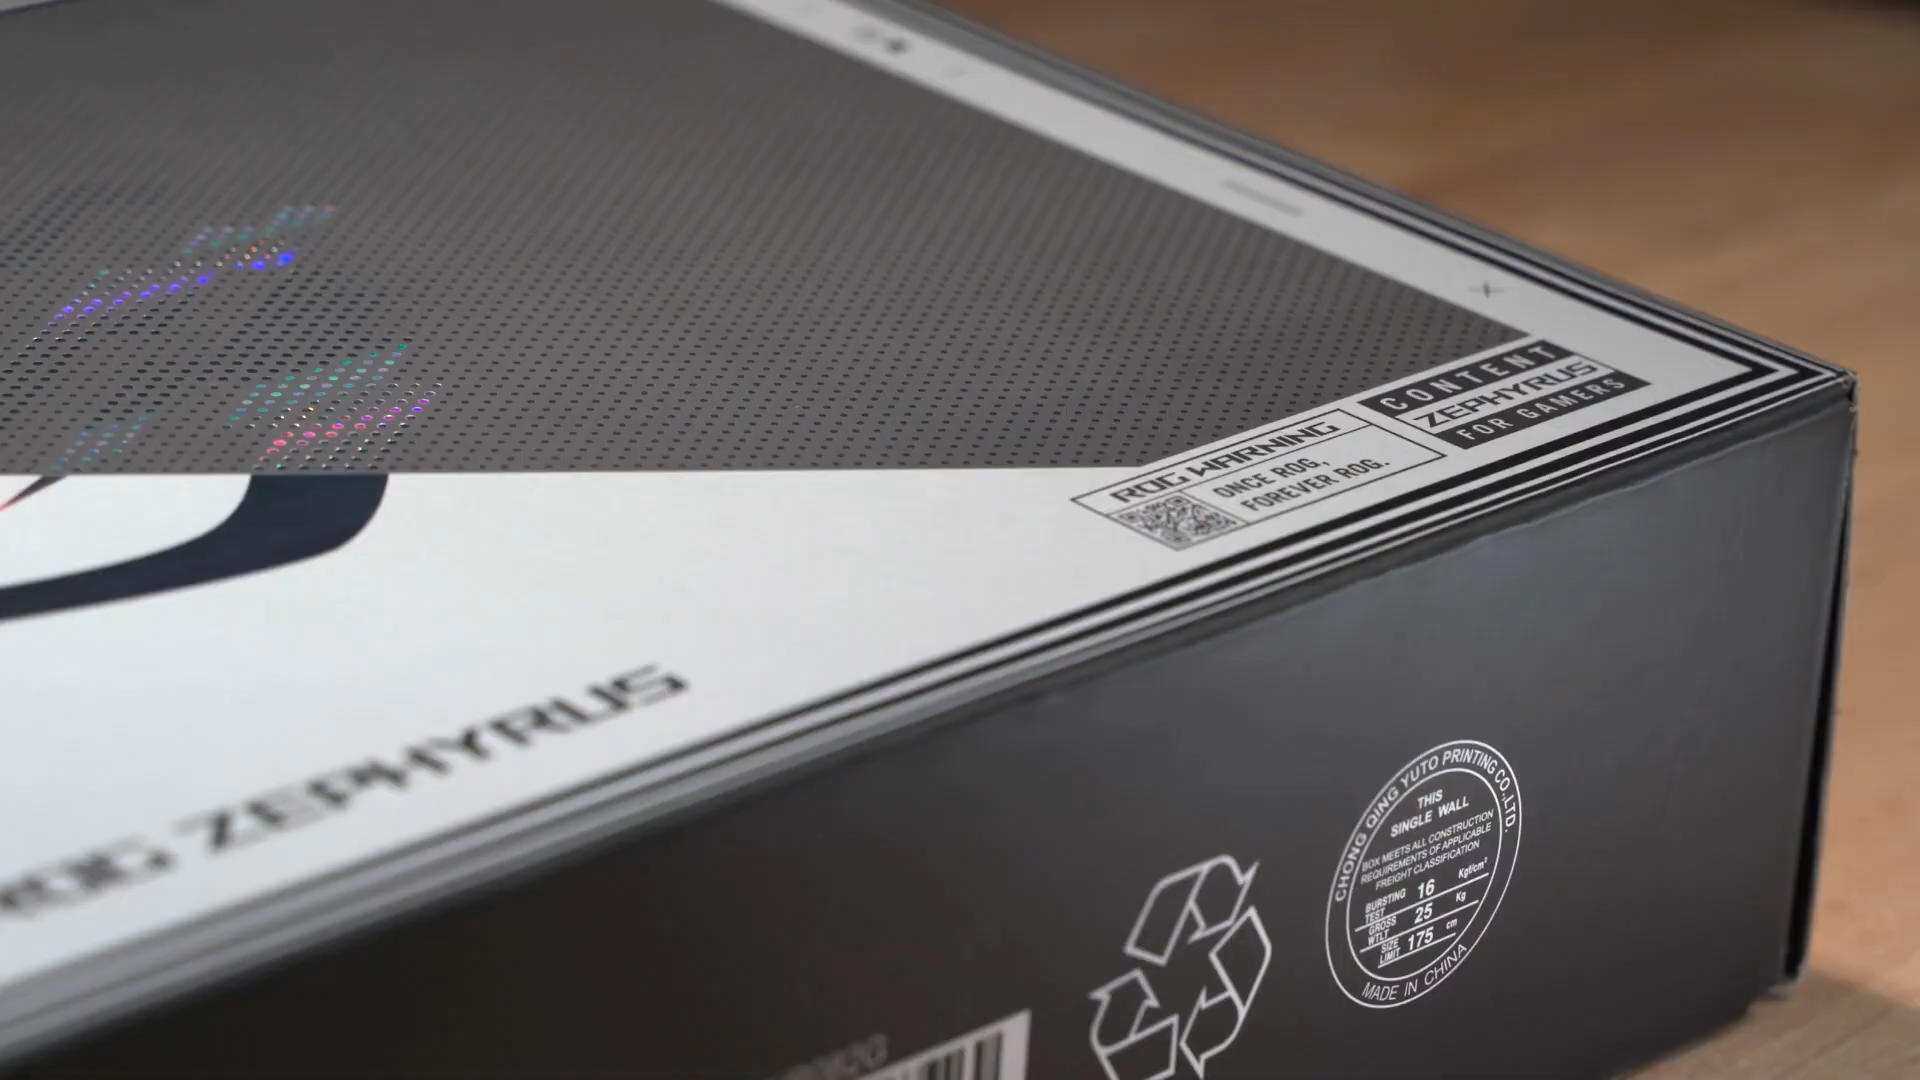 CONTENT
ZEPHYRUS
FOR GAMERS
ROG WARNING
ONCE ROG,
FOREVER ROG.
ROG ZEPHYRUS
CHONG QING YUTO PRINTING CO.,LTD.
THIS
SINGLE WALL
BOX MEETS ALL CONSTRUCTION
REQUIREMENTS OF APPLICABLE
FREIGHT CLASSIFICATION
BURSTING TEST 16 Kgf/cm²
GROSS WTLT 25 Kg
SIZE LIMIT 175 cm
MADE IN CHINA